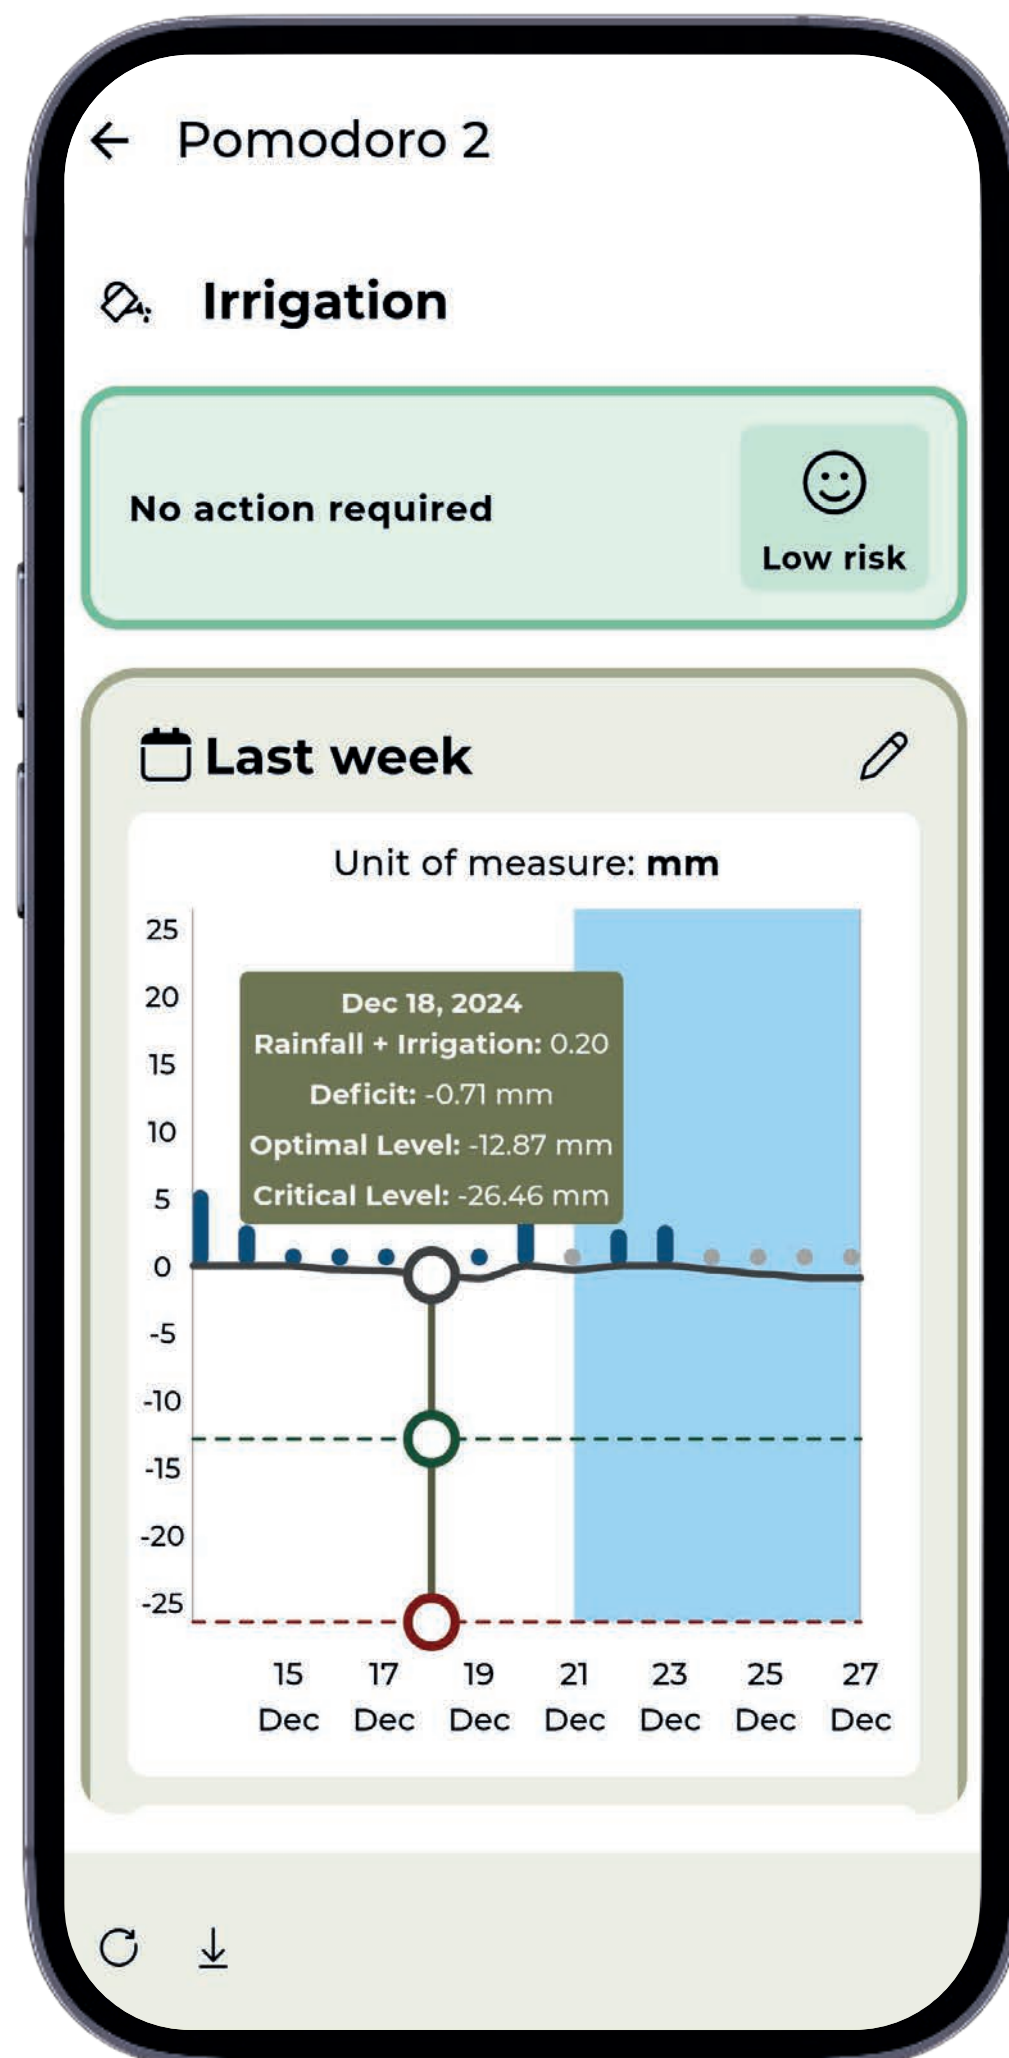 Pomodoro 2
Irrigation
No action required
Low risk
Last week
Unit of measure: mm
25
20
15
10
5
0
-5
-10
-15
-20
-25
Dec 18, 2024
Rainfall + Irrigation: 0.20
Deficit: -0.71 mm
Optimal Level: -12.87 mm
Critical Level: -26.46 mm
15 17 19 21 23 25 27
Dec Dec Dec Dec Dec Dec Dec